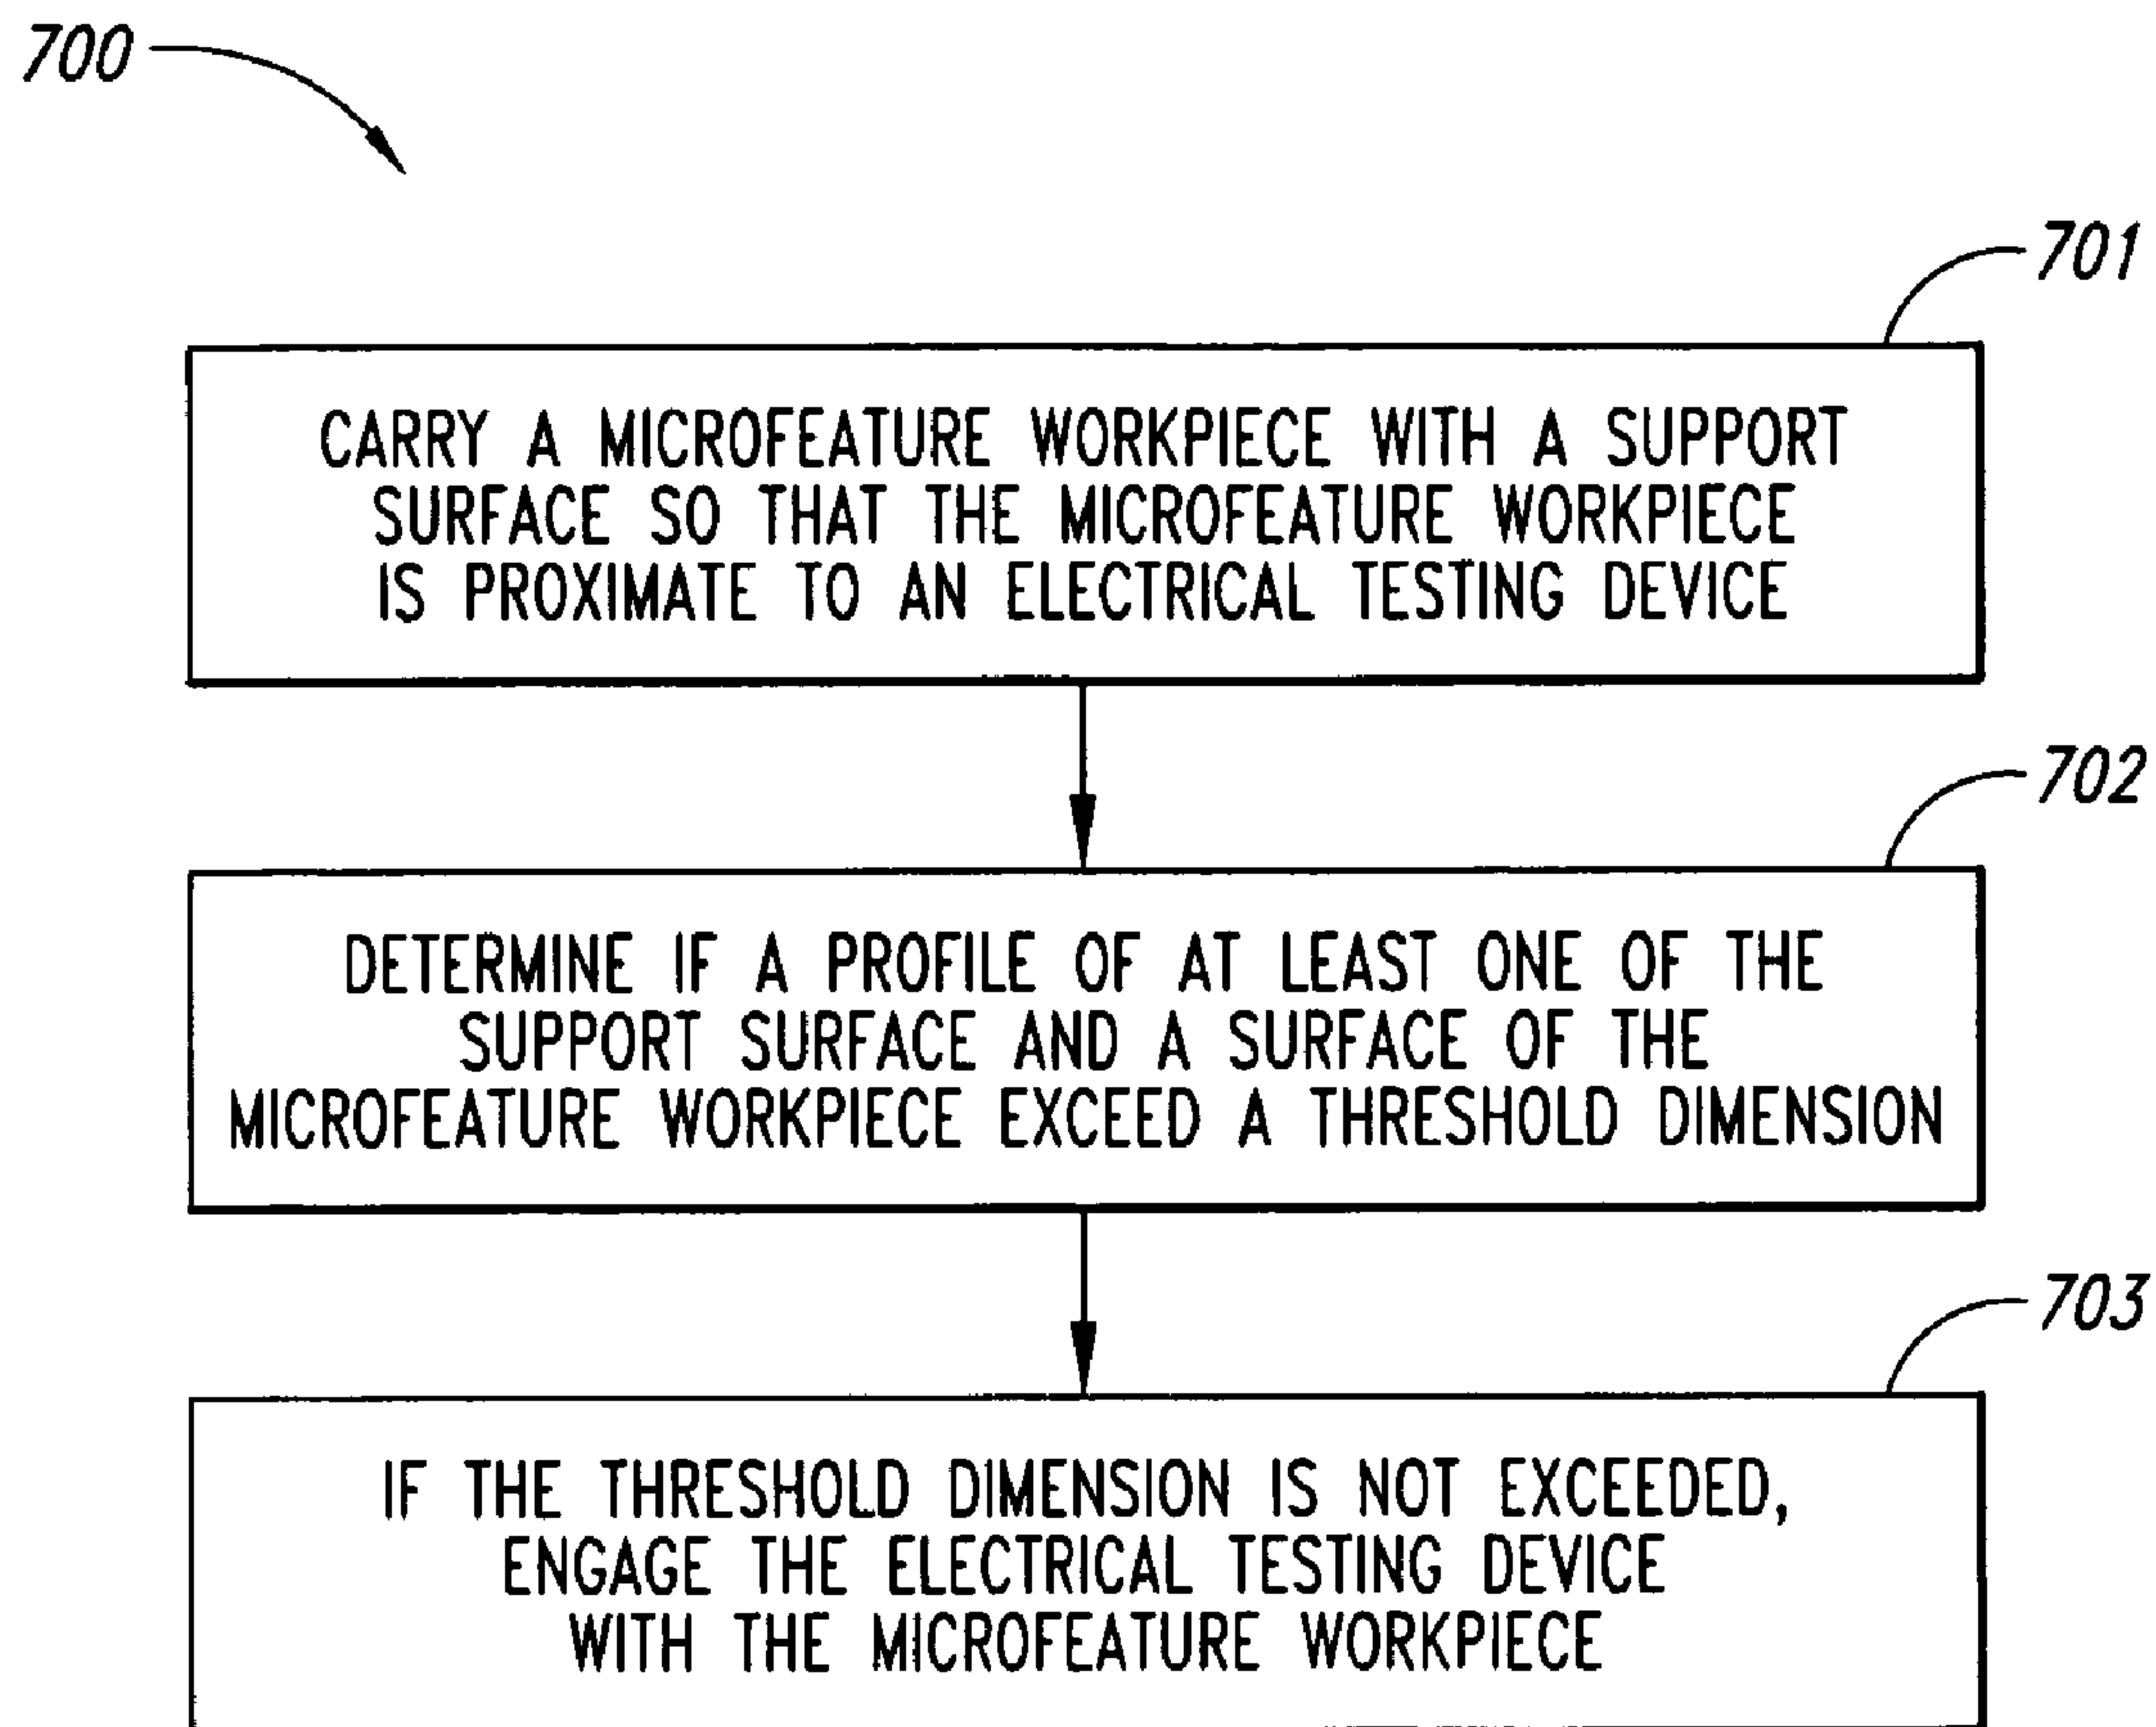 700
701
CARRY A MICROFEATURE WORKPIECE WITH A SUPPORT
SURFACE SO THAT THE MICROFEATURE WORKPIECE
IS PROXIMATE TO AN ELECTRICAL TESTING DEVICE
702
DETERMINE IF A PROFILE OF AT LEAST ONE OF THE
SUPPORT SURFACE AND A SURFACE OF THE
MICROFEATURE WORKPIECE EXCEED A THRESHOLD DIMENSION
703
IF THE THRESHOLD DIMENSION IS NOT EXCEEDED,
ENGAGE THE ELECTRICAL TESTING DEVICE
WITH THE MICROFEATURE WORKPIECE